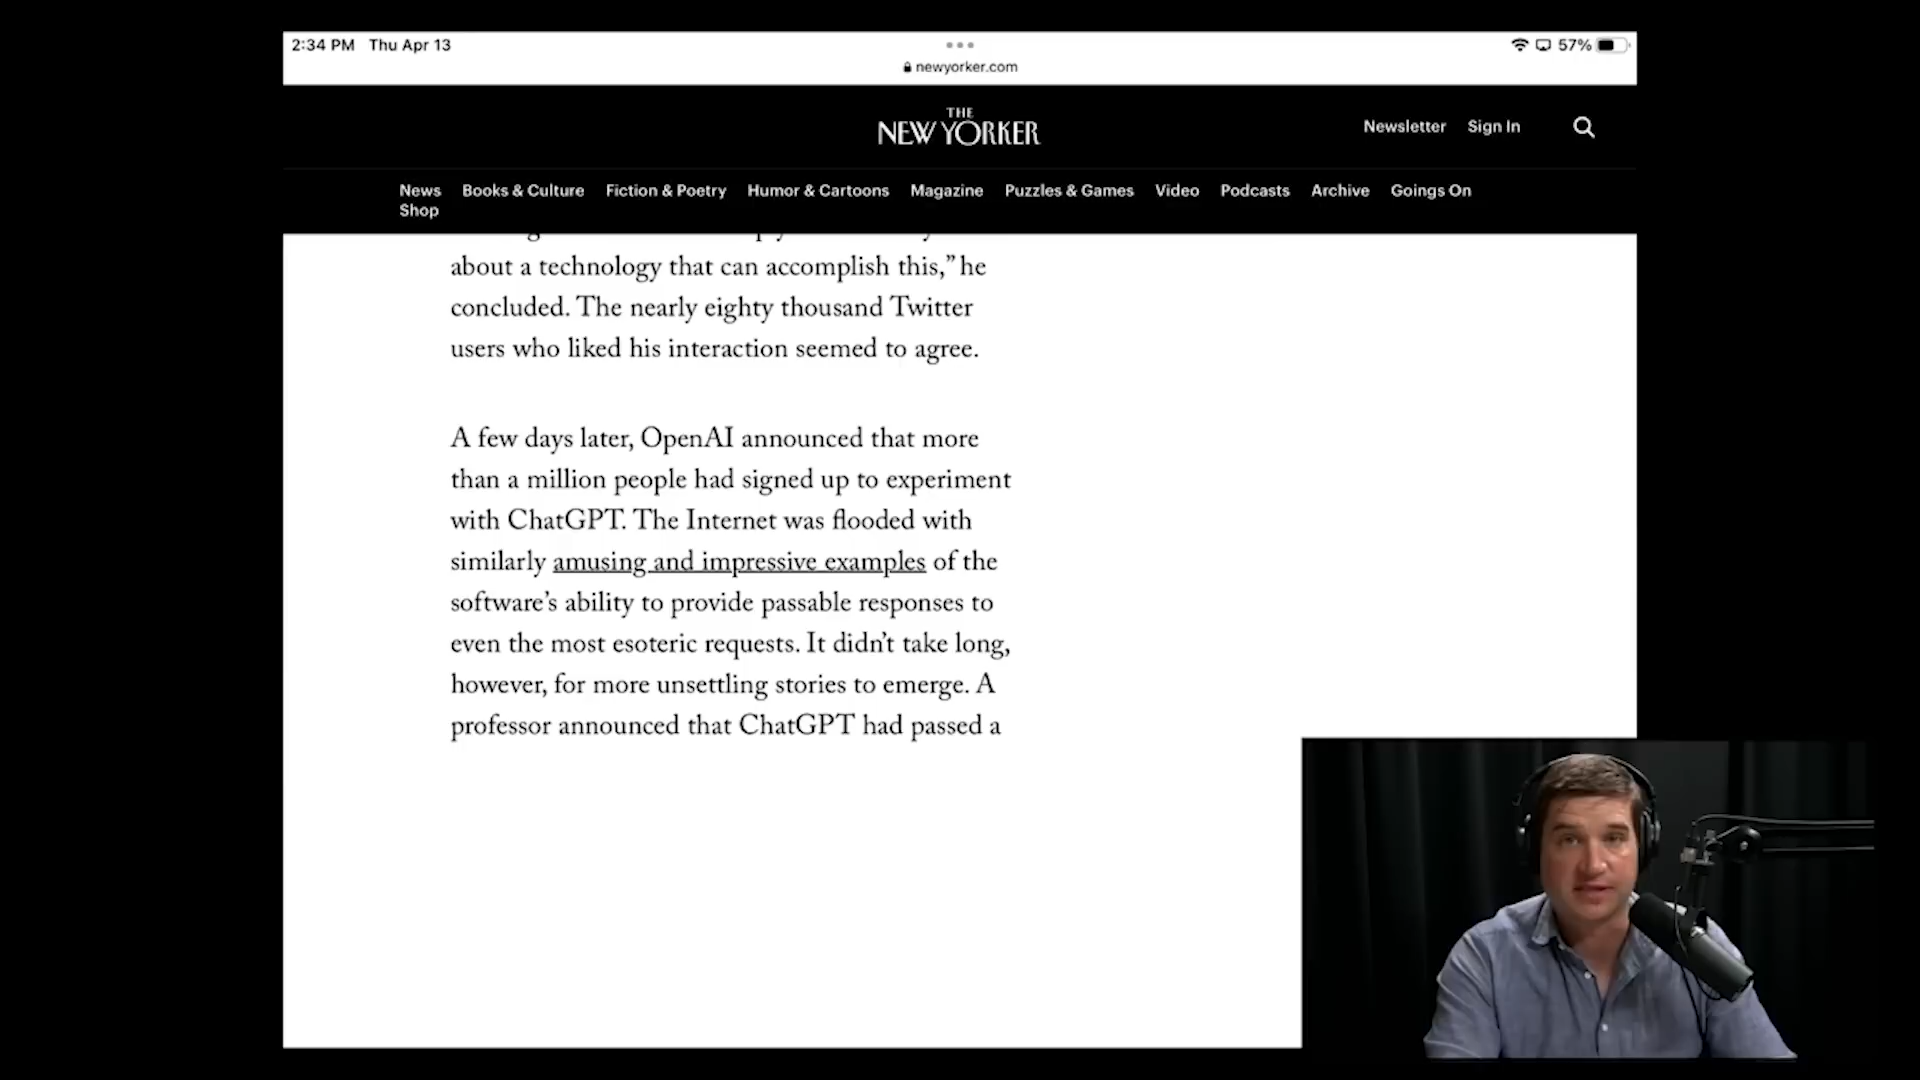 2:34 PM Thu Apr 13
57%
newyorker.com
THE
NEW YORKER
Newsletter Sign In
News Books & Culture Fiction & Poetry Humor & Cartoons Magazine Puzzles & Games Video Podcasts Archive Goings On
Shop
about a technology that can accomplish this,” he
concluded. The nearly eighty thousand Twitter
users who liked his interaction seemed to agree.
A few days later, OpenAI announced that more
than a million people had signed up to experiment
with ChatGPT. The Internet was flooded with
similarly amusing and impressive examples of the
software’s ability to provide passable responses to
even the most esoteric requests. It didn’t take long,
however, for more unsettling stories to emerge. A
professor announced that ChatGPT had passed a